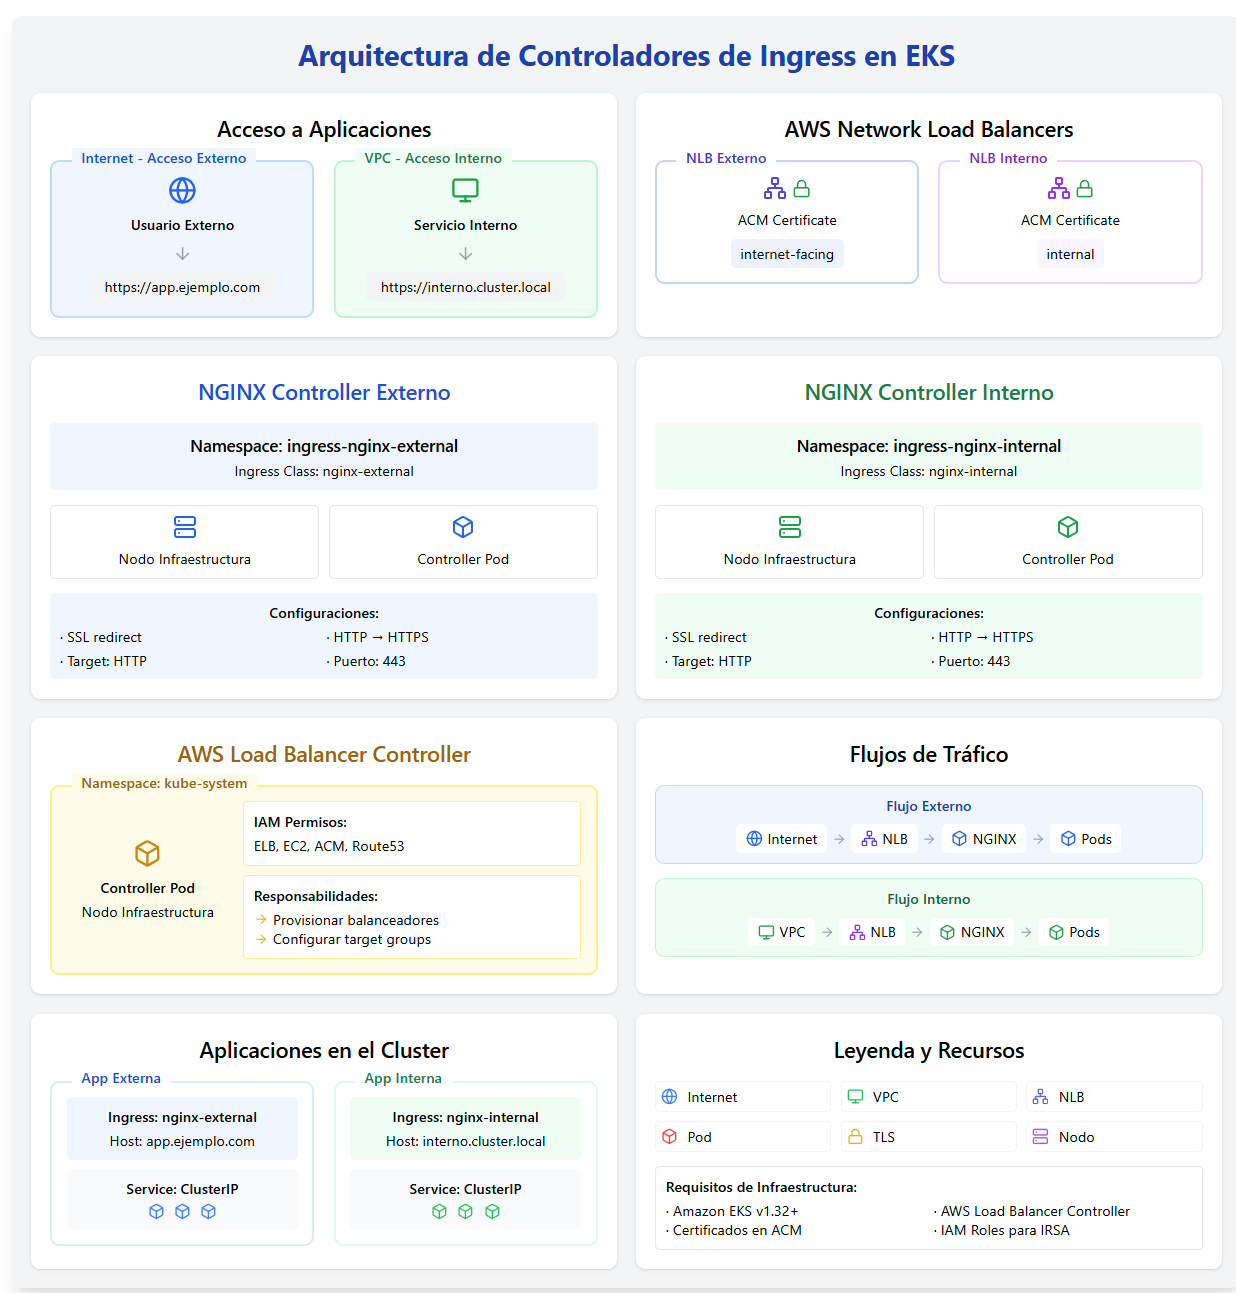 Arquitectura de Controladores de Ingress en EKS
Acceso a Aplicaciones
Internet - Acceso Externo
Usuario Externo
https://app.ejemplo.com
VPC - Acceso Interno
Servicio Interno
https://interno.cluster.local
AWS Network Load Balancers
NLB Externo
ACM Certificate
internet-facing
NLB Interno
ACM Certificate
internal
NGINX Controller Externo
Namespace: ingress-nginx-external
Ingress Class: nginx-external
Nodo Infraestructura
Controller Pod
Configuraciones:
· SSL redirect
· HTTP → HTTPS
· Target: HTTP
· Puerto: 443
NGINX Controller Interno
Namespace: ingress-nginx-internal
Ingress Class: nginx-internal
Nodo Infraestructura
Controller Pod
Configuraciones:
· SSL redirect
· HTTP → HTTPS
· Target: HTTP
· Puerto: 443
AWS Load Balancer Controller
Namespace: kube-system
Controller Pod
Nodo Infraestructura
IAM Permisos:
ELB, EC2, ACM, Route53
Responsabilidades:
→ Provisionar balanceadores
→ Configurar target groups
Flujos de Tráfico
Flujo Externo
Internet → NLB → NGINX → Pods
Flujo Interno
VPC → NLB → NGINX → Pods
Aplicaciones en el Cluster
App Externa
Ingress: nginx-external
Host: app.ejemplo.com
Service: ClusterIP
App Interna
Ingress: nginx-internal
Host: interno.cluster.local
Service: ClusterIP
Leyenda y Recursos
Internet
VPC
NLB
Pod
TLS
Nodo
Requisitos de Infraestructura:
· Amazon EKS v1.32+
· AWS Load Balancer Controller
· Certificados en ACM
· IAM Roles para IRSA